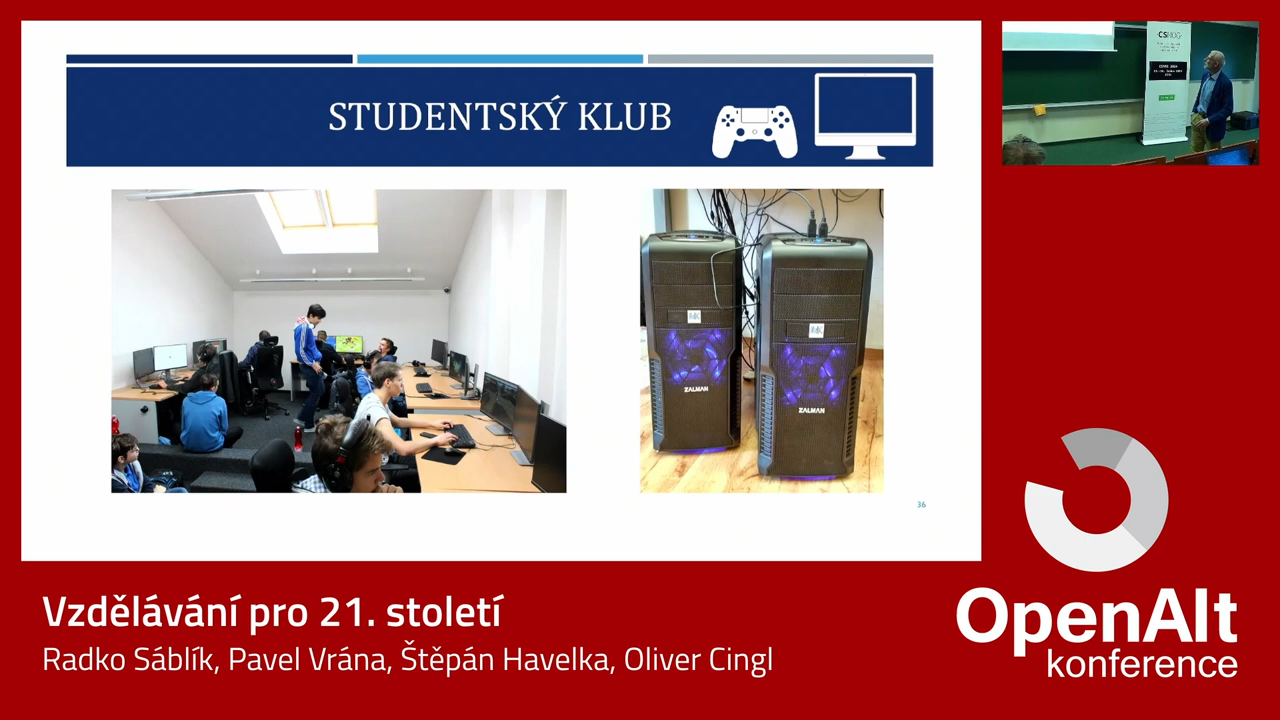 STUDENTSKÝ KLUB
ZALMAN
ZALMAN
36
Vzdělávání pro 21. století
Radko Sáblík, Pavel Vrána, Štěpán Havelka, Oliver Cingl
OpenAlt
konference